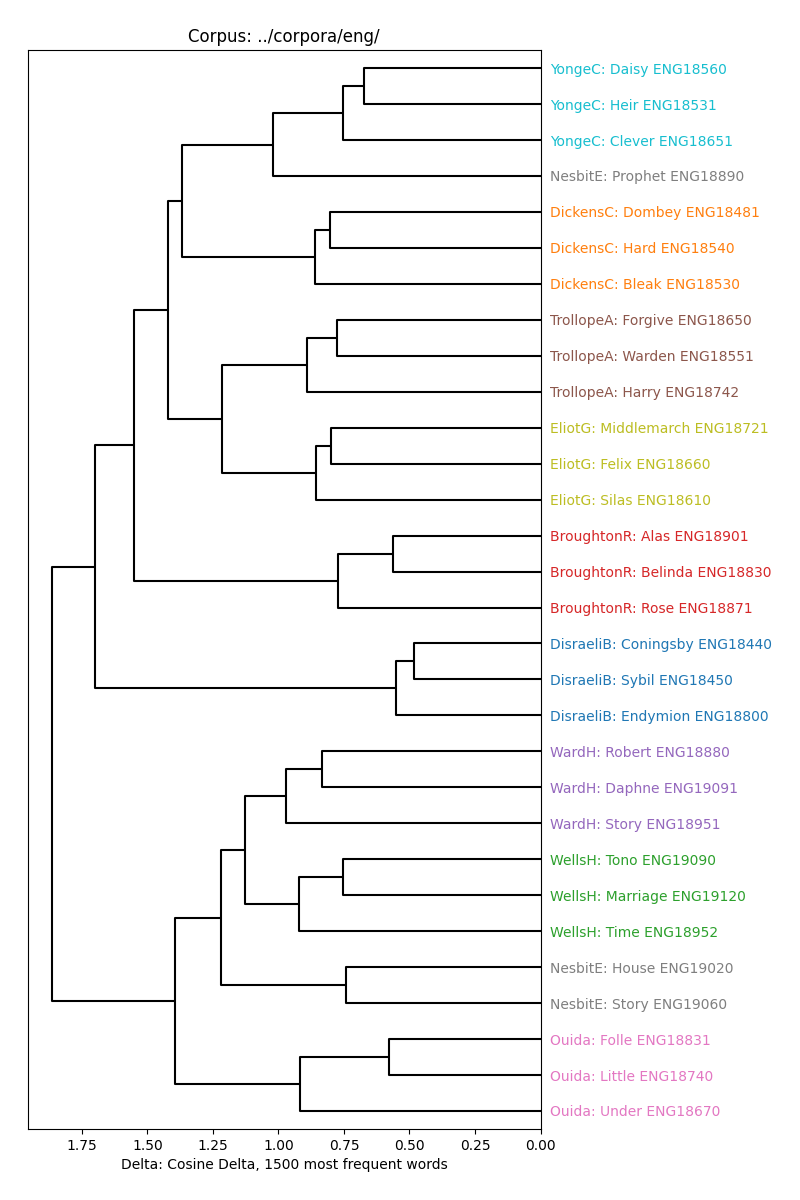 Corpus: ../corpora/eng/
YongeC: Daisy ENG18560
YongeC: Heir ENG18531
YongeC: Clever ENG18651
NesbitE: Prophet ENG18890
DickensC: Dombey ENG18481
DickensC: Hard ENG18540
DickensC: Bleak ENG18530
TrollopeA: Forgive ENG18650
TrollopeA: Warden ENG18551
TrollopeA: Harry ENG18742
EliotG: Middlemarch ENG18721
EliotG: Felix ENG18660
EliotG: Silas ENG18610
BroughtonR: Alas ENG18901
BroughtonR: Belinda ENG18830
BroughtonR: Rose ENG18871
DisraeliB: Coningsby ENG18440
DisraeliB: Sybil ENG18450
DisraeliB: Endymion ENG18800
WardH: Robert ENG18880
WardH: Daphne ENG19091
WardH: Story ENG18951
WellsH: Tono ENG19090
WellsH: Marriage ENG19120
WellsH: Time ENG18952
NesbitE: House ENG19020
NesbitE: Story ENG19060
Ouida: Folle ENG18831
Ouida: Little ENG18740
Ouida: Under ENG18670
1.75 1.50 1.25 1.00 0.75 0.50 0.25 0.00
Delta: Cosine Delta, 1500 most frequent words